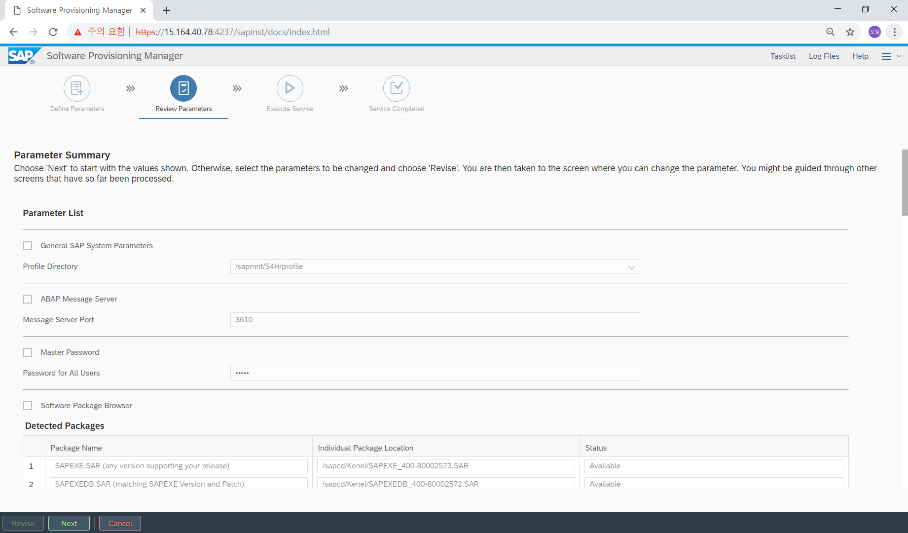 Software Provisioning Manager
주의 요함 | https://15.164.40.78:4237/sapinst/docs/index.html
SAP Software Provisioning Manager
Tasklist Log Files Help
Define Parameters Review Parameters Execute Service Service Completed
Parameter Summary
Choose 'Next' to start with the values shown. Otherwise, select the parameters to be changed and choose 'Revise'. You are then taken to the screen where you can change the parameter. You might be guided through other
screens that have so far been processed.
Parameter List
General SAP System Parameters
Profile Directory /sapmnt/S4H/profile
ABAP Message Server
Message Server Port 3610
Master Password
Password for All Users •••••
Software Package Browser
Detected Packages
Package Name Individual Package Location Status
1 SAPEXE.SAR (any version supporting your release) /sapcd/Kenel/SAPEXE_400-80002573.SAR Available
2 SAPEXEDB.SAR (matching SAPEXE Version and Patch) /sapcd/Kenel/SAPEXEDB_400-80002572.SAR Available
Revise Next Cancel